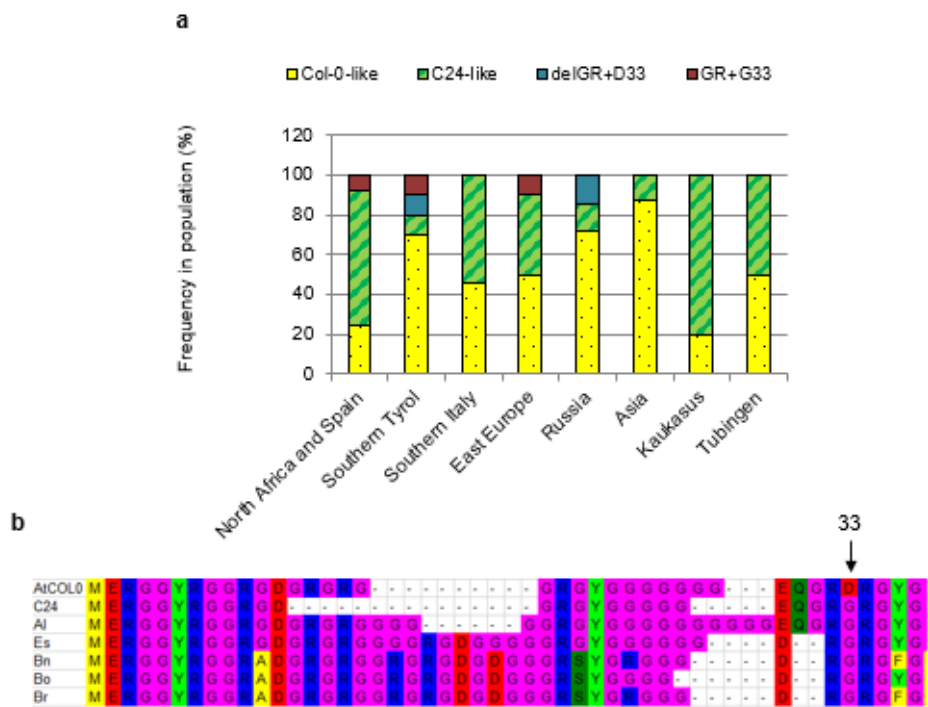 a
Col-0-like C24-like delGR+D33 GR+G33
Frequency in population (%)
120
100
80
60
40
20
0
North Africa and Spain
Southern Tyrol
Southern Italy
East Europe
Russia
Asia
Kaukasus
Tubingen
b
33
AtCOL0 M E R G G Y R G G R G D G R G R G - - - - - - - - - - G R G Y G G G G G G G - - - E Q G R D R G Y G
C24 M E R G G Y R G G R G D - - - - - - - - - - - - - - - G R G Y G G G G G - - - - - E Q G R G R G Y G
Al M E R G G Y R G G R G D G R G R G G G G - - - - - - G G R G Y G G G G G G G G G G E Q G R G R G Y G
Es M E R G G Y R G G R G D G R G R G G G G R G D G G G G G R G Y G G G G G G - - - - D - - R G R G Y G
Bn M E R G G Y R G G R A D G R G R G G R G R G D G D G G G R S Y G R G G G - - - - - D - - R G R G F G
Bo M E R G G Y R G G R A D G R G R G G R G R G D G D G G G R S Y G G G G - - - - - - D - - R G R G Y G
Br M E R G G Y R G G R A D G R G R G G R G R G D G D G G G R S Y G R G G G - - - - - D - - R G R G F G